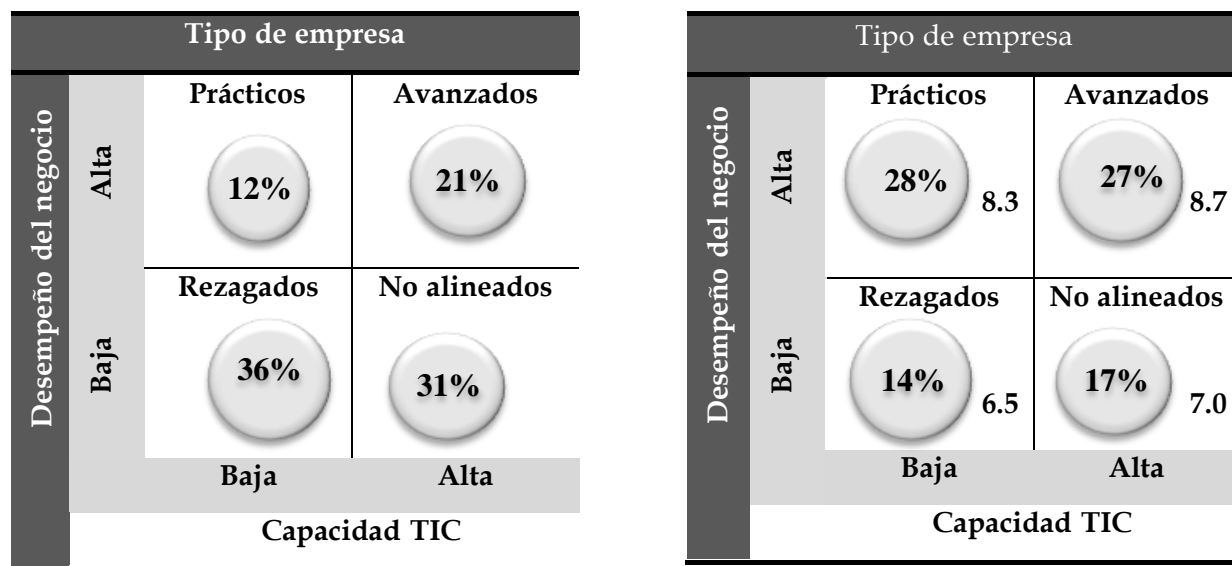 Tipo de empresa
Desempeño del negocio
Alta
Prácticos
Avanzados
12%
21%
Baja
Rezagados
No alineados
36%
31%
Baja
Alta
Capacidad TIC
Tipo de empresa
Desempeño del negocio
Alta
Prácticos
Avanzados
28%
8.3
27%
8.7
Baja
Rezagados
No alineados
14%
6.5
17%
7.0
Baja
Alta
Capacidad TIC